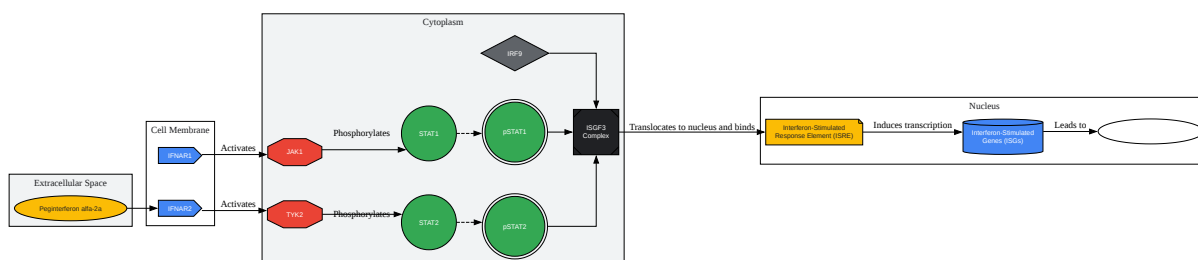 Extracellular Space
Peginterferon alfa-2a
Cell Membrane
IFNAR1
IFNAR2
Activates
Activates
Cytoplasm
JAK1
TYK2
Phosphorylates
Phosphorylates
STAT1
STAT2
pSTAT1
pSTAT2
IRF9
ISGF3
Complex
Translocates to nucleus and binds
Nucleus
Interferon-Stimulated
Response Element (ISRE)
Induces transcription
Interferon-Stimulated
Genes (ISGs)
Leads to